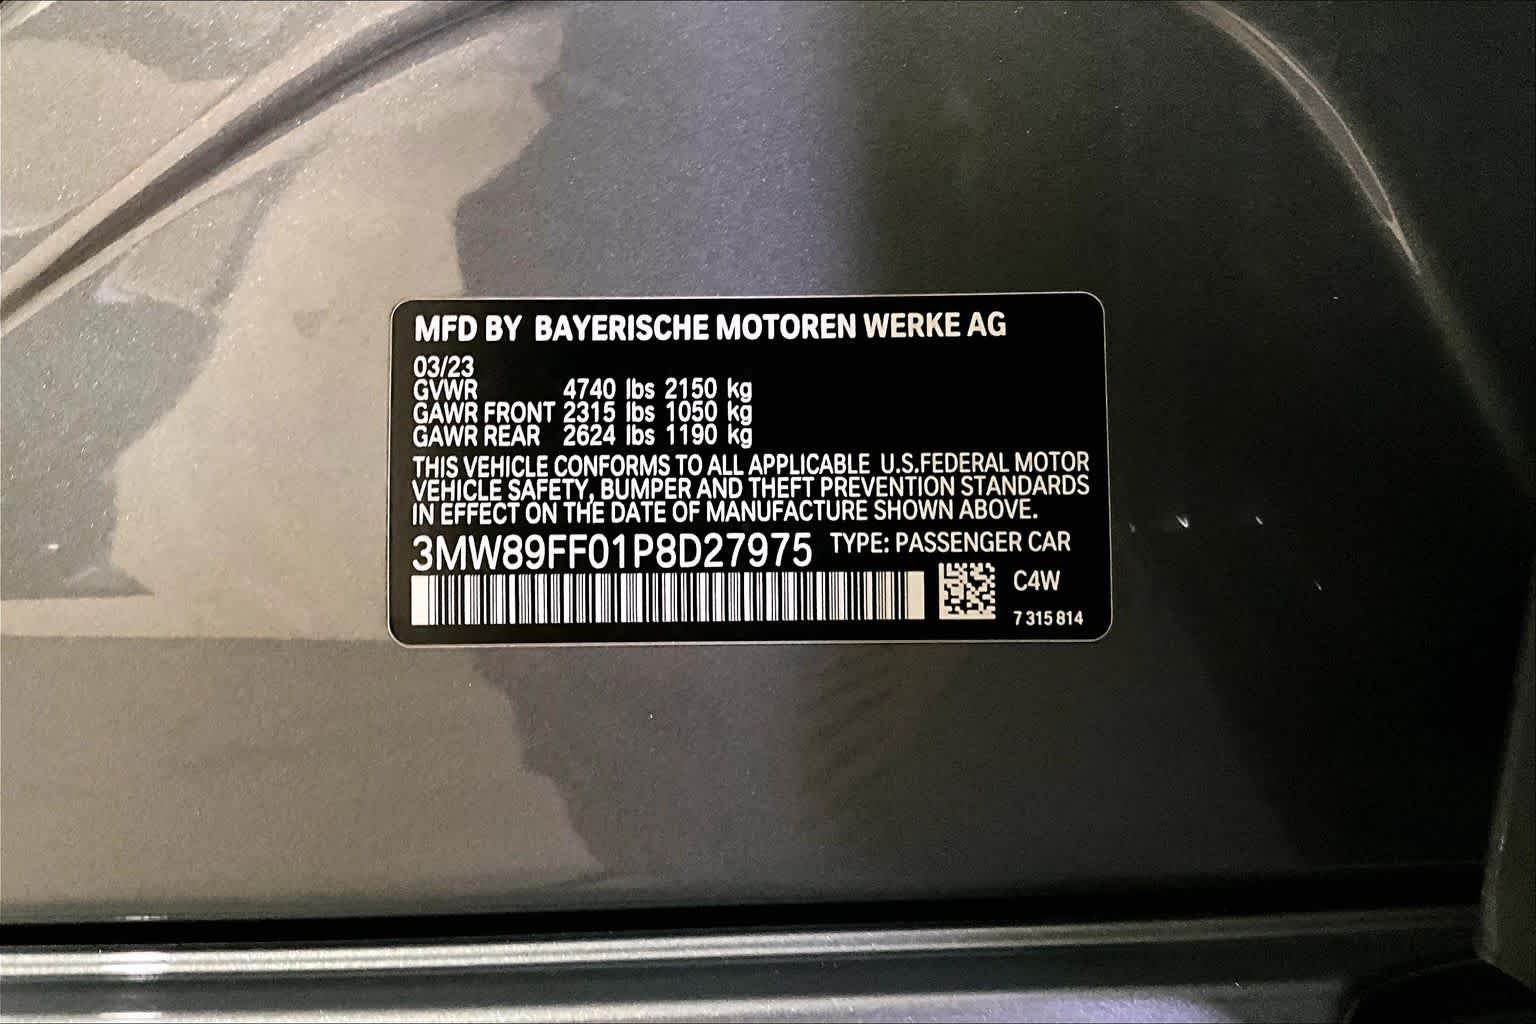 MFD BY BAYERISCHE MOTOREN WERKE AG
03/23
GVWR 4740 lbs 2150 kg
GAWR FRONT 2315 lbs 1050 kg
GAWR REAR 2624 lbs 1190 kg
THIS VEHICLE CONFORMS TO ALL APPLICABLE U.S.FEDERAL MOTOR
VEHICLE SAFETY, BUMPER AND THEFT PREVENTION STANDARDS
IN EFFECT ON THE DATE OF MANUFACTURE SHOWN ABOVE.
3MW89FF01P8D27975 TYPE: PASSENGER CAR
C4W
7 315 814